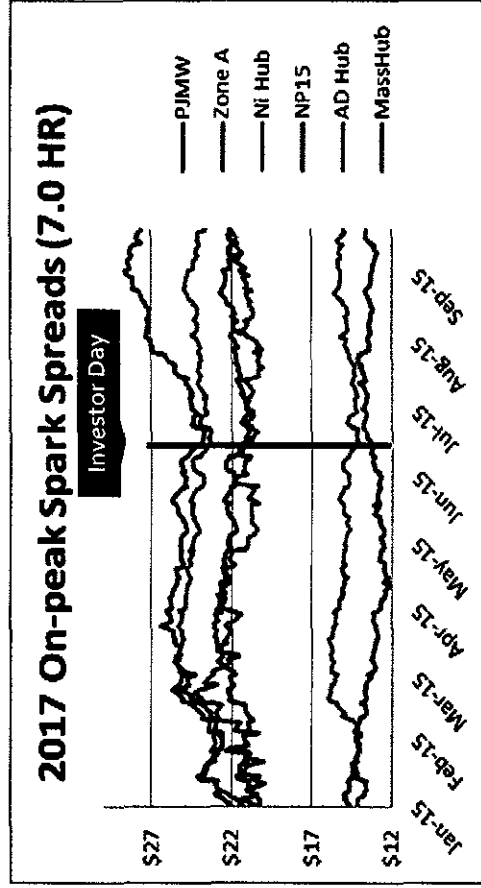 2017 On-peak Spark Spreads (7.0 HR)
Investor Day
$27
$22
$17
$12
Jan-15
Feb-15
Mar-15
Apr-15
May-15
Jun-15
Jul-15
Aug-15
Sep-15
PJMW
Zone A
Ni Hub
NP15
AD Hub
MassHub